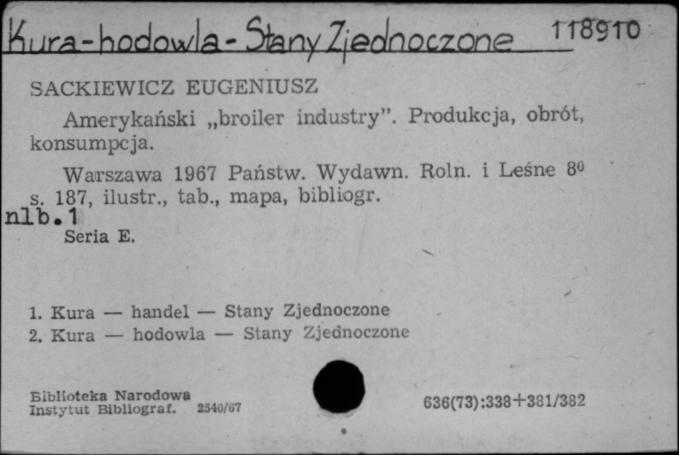 Kura-hodowla-Stany Zjednoczone 118910
SACKIEWICZ EUGENIUSZ
Amerykański „broiler industry”. Produkcja, obrót,
konsumpcja.
Warszawa 1967 Państw. Wydawn. Roln. i Leśne 8⁰
s. 187, ilustr., tab., mapa, bibliogr.
nlb.1
Seria E.
1. Kura — handel — Stany Zjednoczone
2. Kura — hodowla — Stany Zjednoczone
Biblioteka Narodowa
Instytut Bibliograf. 2540/67
636(73):338+381/382